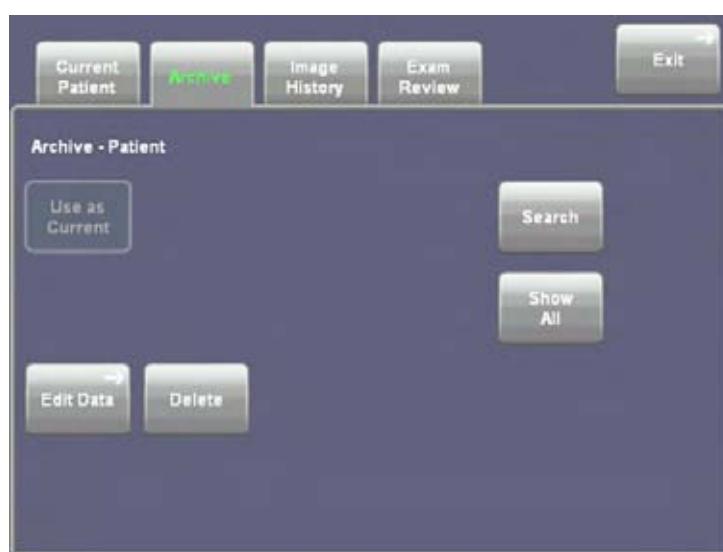 Current
Patient
Archive
Image
History
Exam
Review
Exit
Archive - Patient
Use as
Current
Search
Show
All
Edit Data
Delete